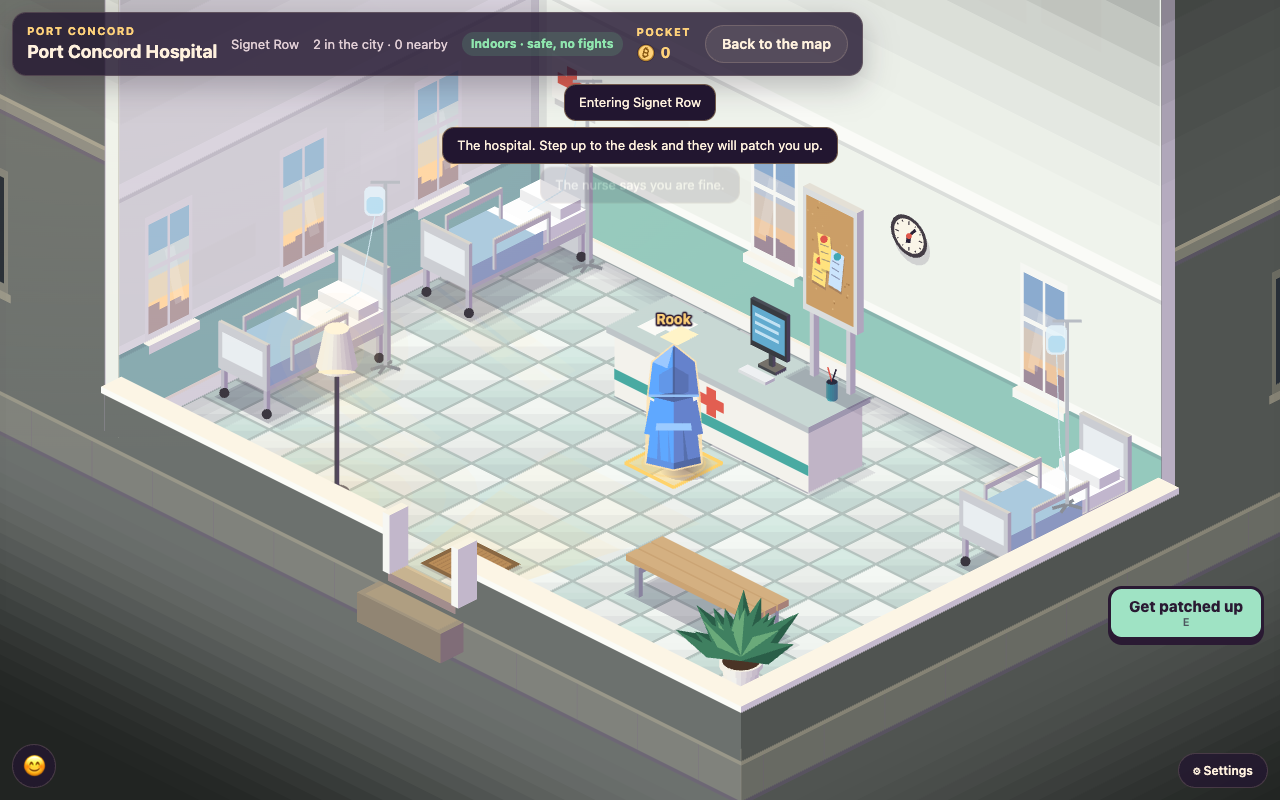 PORT CONCORD
Port Concord Hospital
Signet Row
2 in the city · 0 nearby
Indoors · safe, no fights
POCKET
0
Back to the map
Entering Signet Row
The hospital. Step up to the desk and they will patch you up.
The nurse says you are fine.
Rook
Get patched up
E
Settings